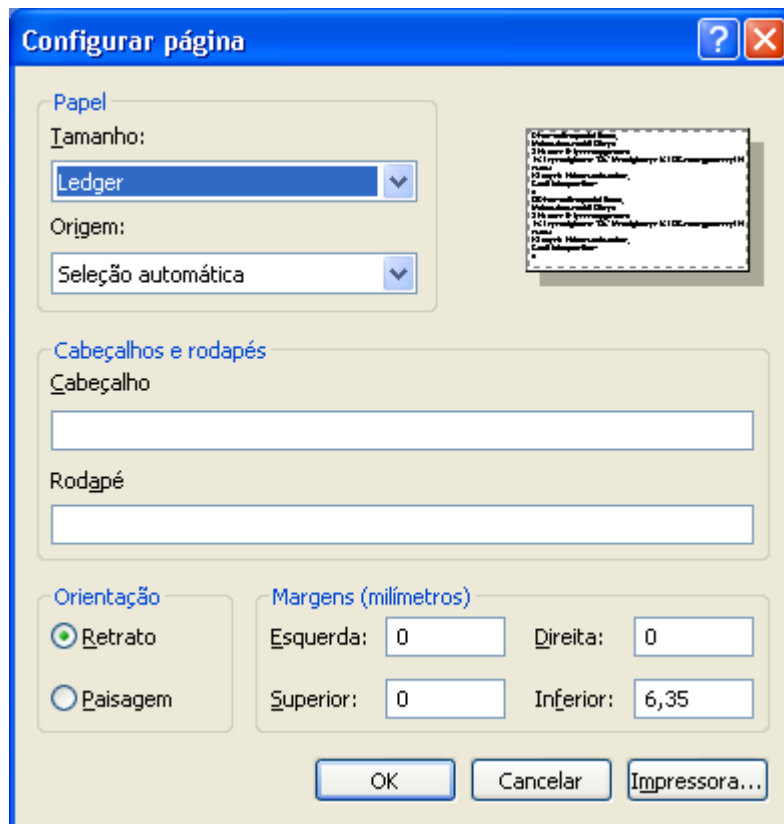 Configurar página
Papel
Tamanho:
Ledger
Origem:
Seleção automática
Cabeçalhos e rodapés
Cabeçalho
Rodapé
Orientação
Retrato
Paisagem
Margens (milímetros)
Esquerda: 0 Direita: 0
Superior: 0 Inferior: 6,35
OK Cancelar Impressora...